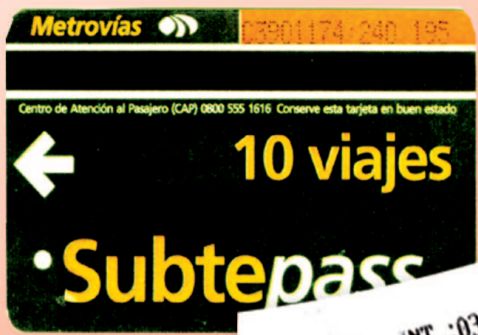 Metrovías
03901174/240 195
Centro de Atención al Pasajero (CAP) 0800 555 1616 Conserve esta tarjeta en buen estado
10 viajes
Subtepass